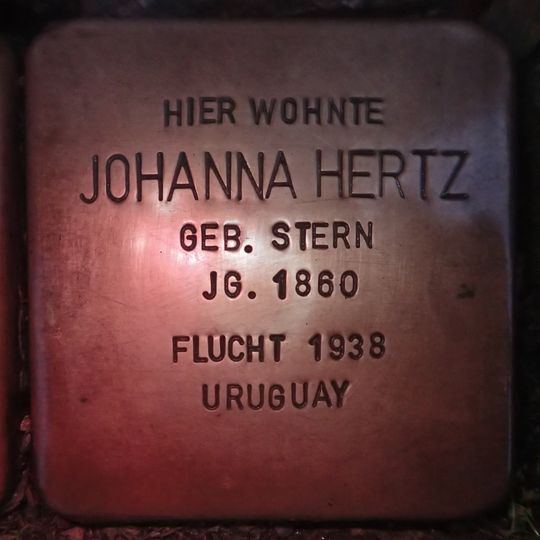 HIER WOHNTE
JOHANNA HERTZ
GEB. STERN
JG. 1860
FLUCHT 1938
URUGUAY